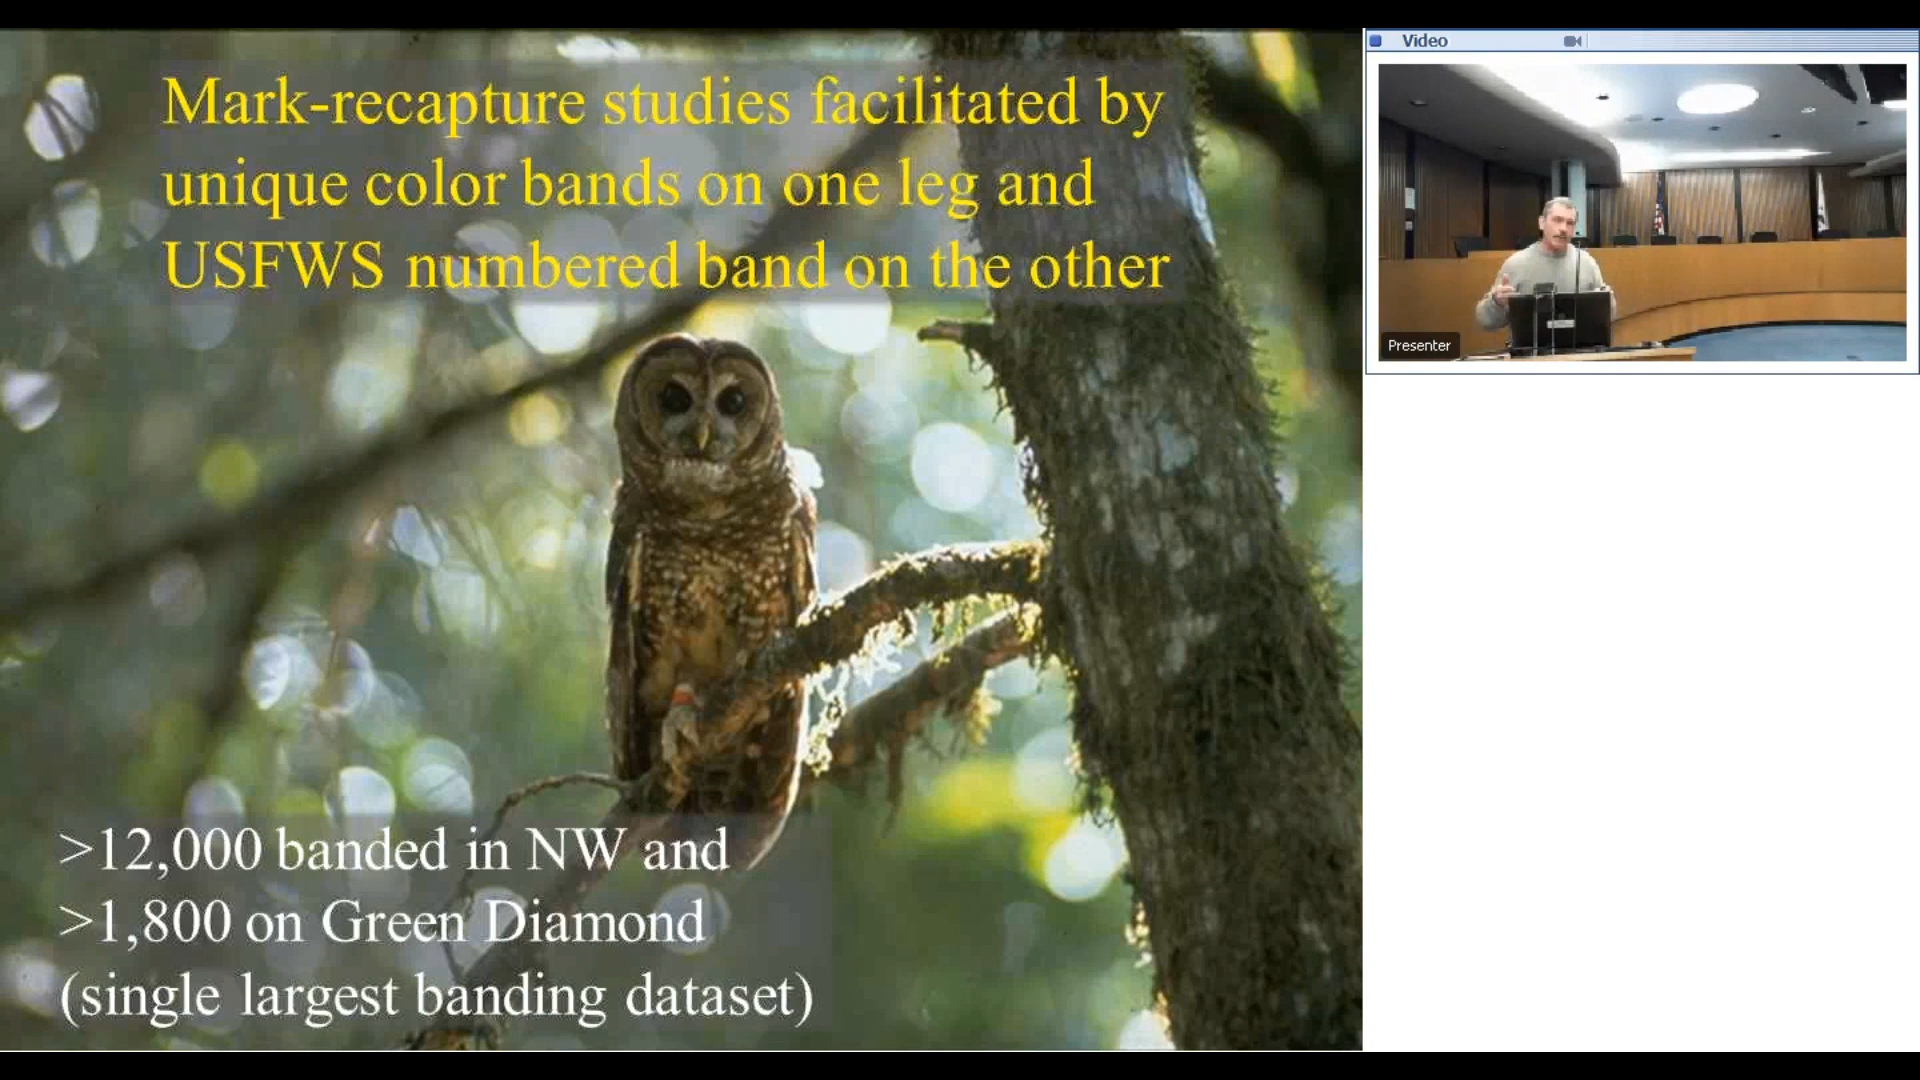 Mark-recapture studies facilitated by
unique color bands on one leg and
USFWS numbered band on the other
>12,000 banded in NW and
>1,800 on Green Diamond
(single largest banding dataset)
Video
Presenter